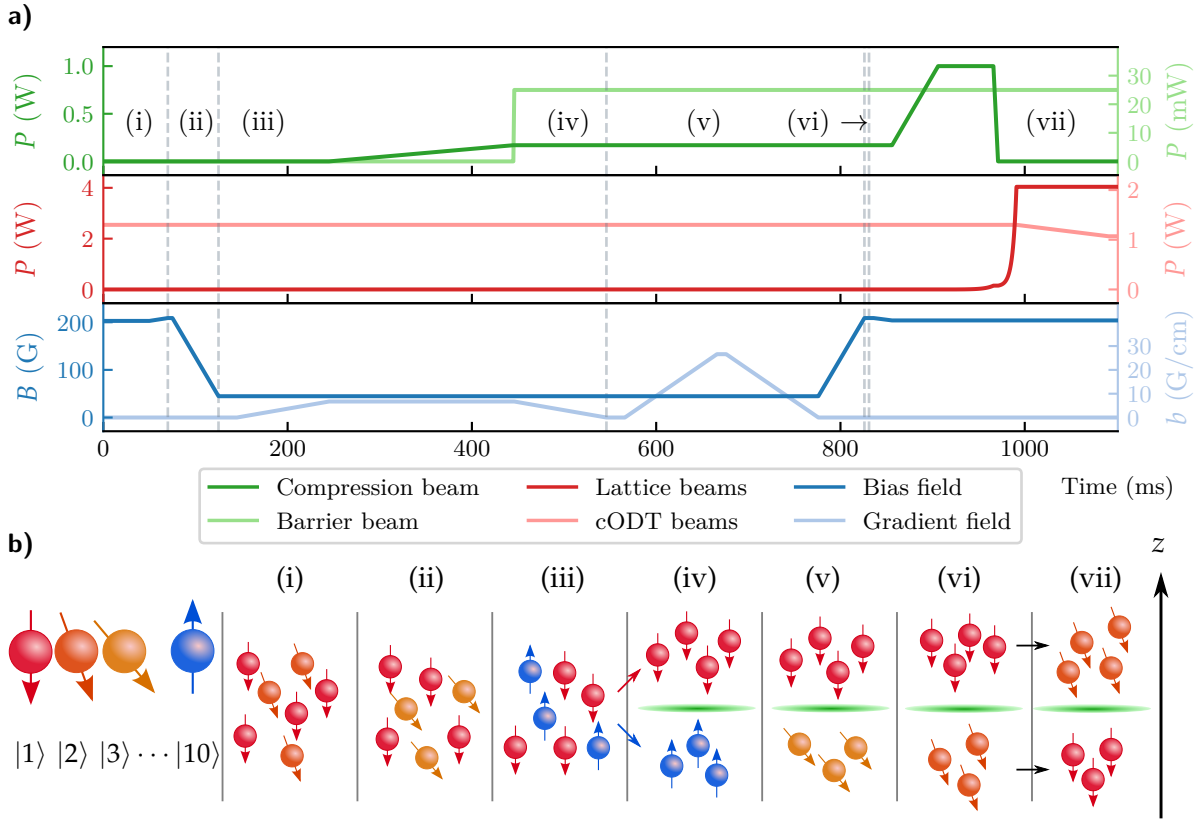 a)
P (W)
1.0
0.5
0.0
(i) (ii) (iii) (iv) (v) (vi) → (vii)
30
20
10
0
P (mW)
P (W)
4
2
0
2
1
0
P (W)
B (G)
200
100
0
30
20
10
0
b (G/cm)
0 200 400 600 800 1000
Time (ms)
Compression beam Lattice beams Bias field
Barrier beam cODT beams Gradient field
b)
(i) (ii) (iii) (iv) (v) (vi) (vii)
z
|1⟩ |2⟩ |3⟩ ⋯ |10⟩